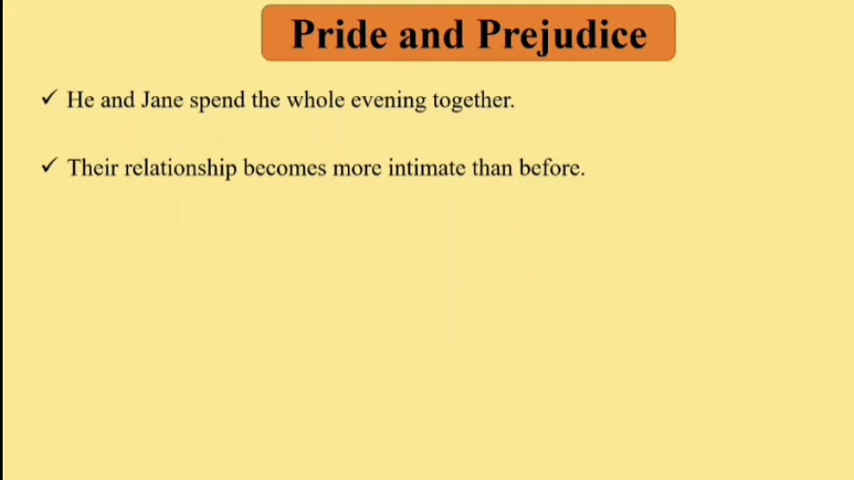 Pride and Prejudice
✓ He and Jane spend the whole evening together.
✓ Their relationship becomes more intimate than before.